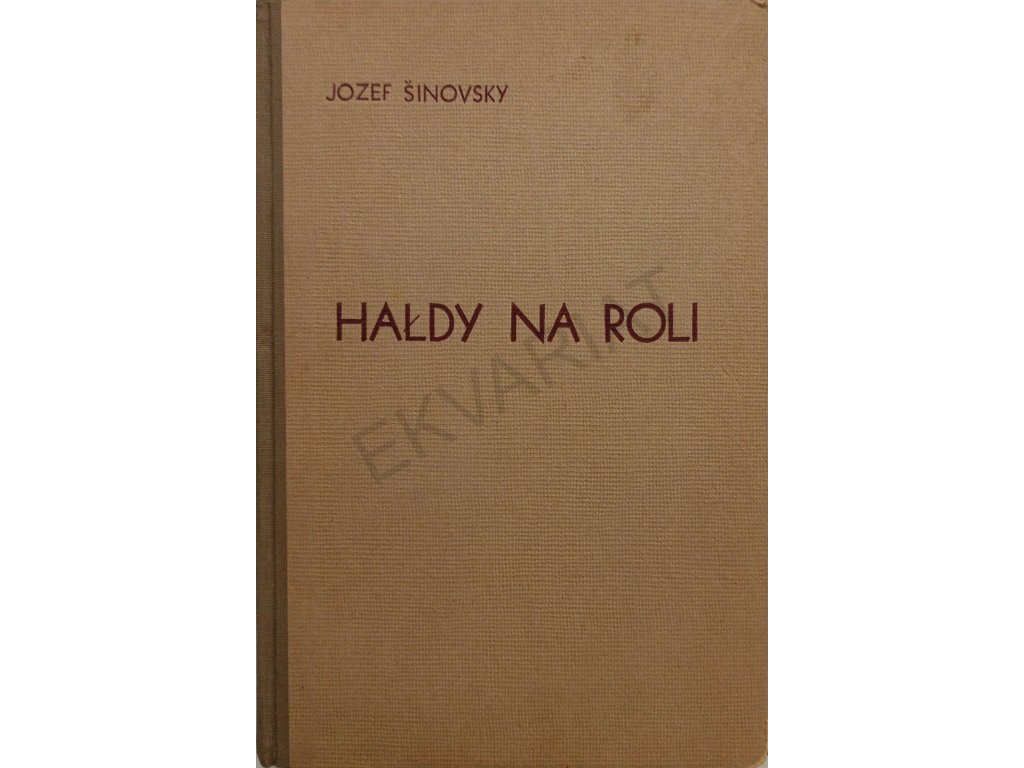 JOZEF ŠINOVSKY
HAŁDY NA ROLI
EKVARIAT